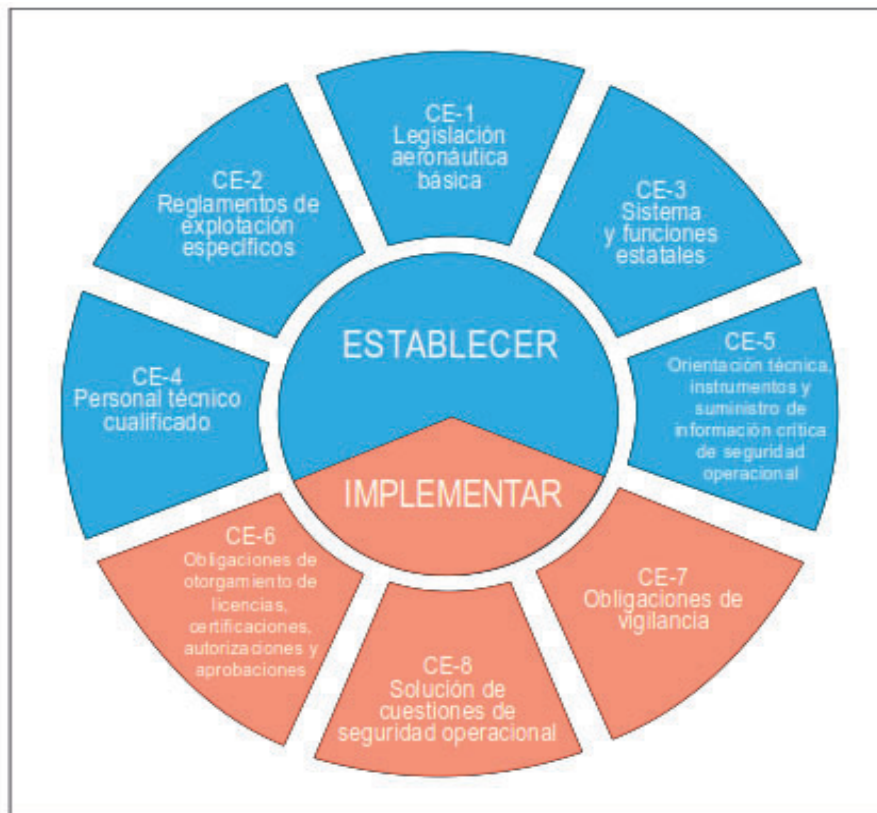 CE-1
Legislación
aeronáutica
básica
CE-2
Reglamentos de
explotación
específicos
CE-3
Sistema
y funciones
estatales
CE-4
Personal técnico
cualificado
CE-5
Orientación técnica,
instrumentos y
suministro de
información crítica
de seguridad
operacional
ESTABLECER
IMPLEMENTAR
CE-6
Obligaciones de
otorgamiento de
licencias,
certificaciones,
autorizaciones y
aprobaciones
CE-7
Obligaciones de
vigilancia
CE-8
Solución de
cuestiones de
seguridad operacional